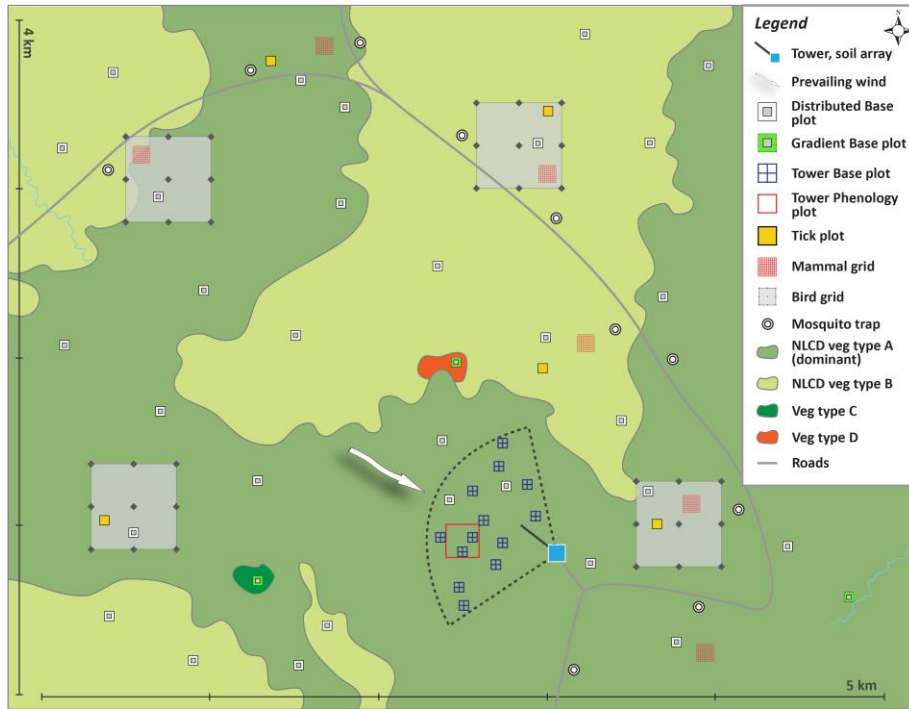 4 km
Legend
N
Tower, soil array
Prevailing wind
Distributed Base
plot
Gradient Base plot
Tower Base plot
Tower Phenology
plot
Tick plot
Mammal grid
Bird grid
Mosquito trap
NLCD veg type A
(dominant)
NLCD veg type B
Veg type C
Veg type D
Roads
5 km